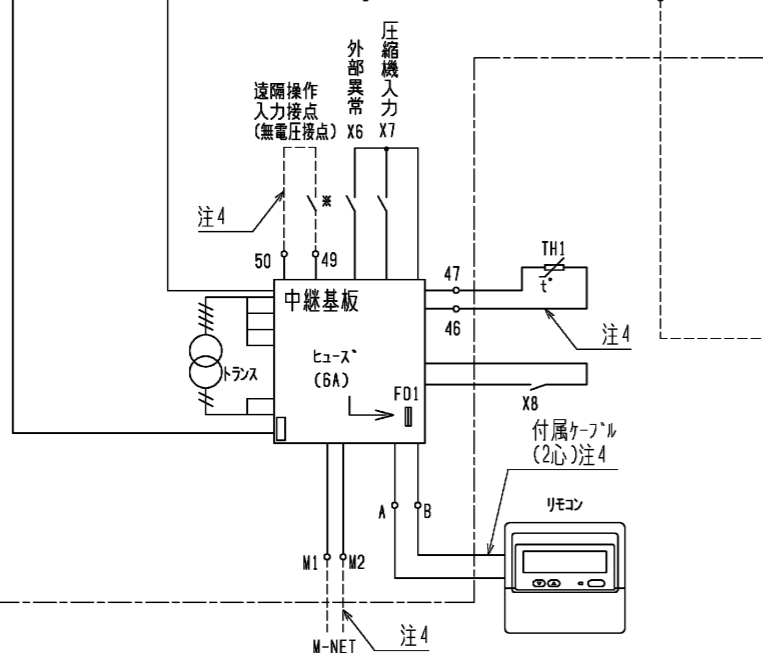 圧縮機入力
外部異常
遠隔操作
入力接点
(無電圧接点)
X6
X7
※
注4
50
49
47
46
TH1
t°
注4
中継基板
ヒューズ
(6A)
F01
トランス
X8
付属ケーブル
(2心)注4
A
B
リモコン
M1
M2
M-NET
注4